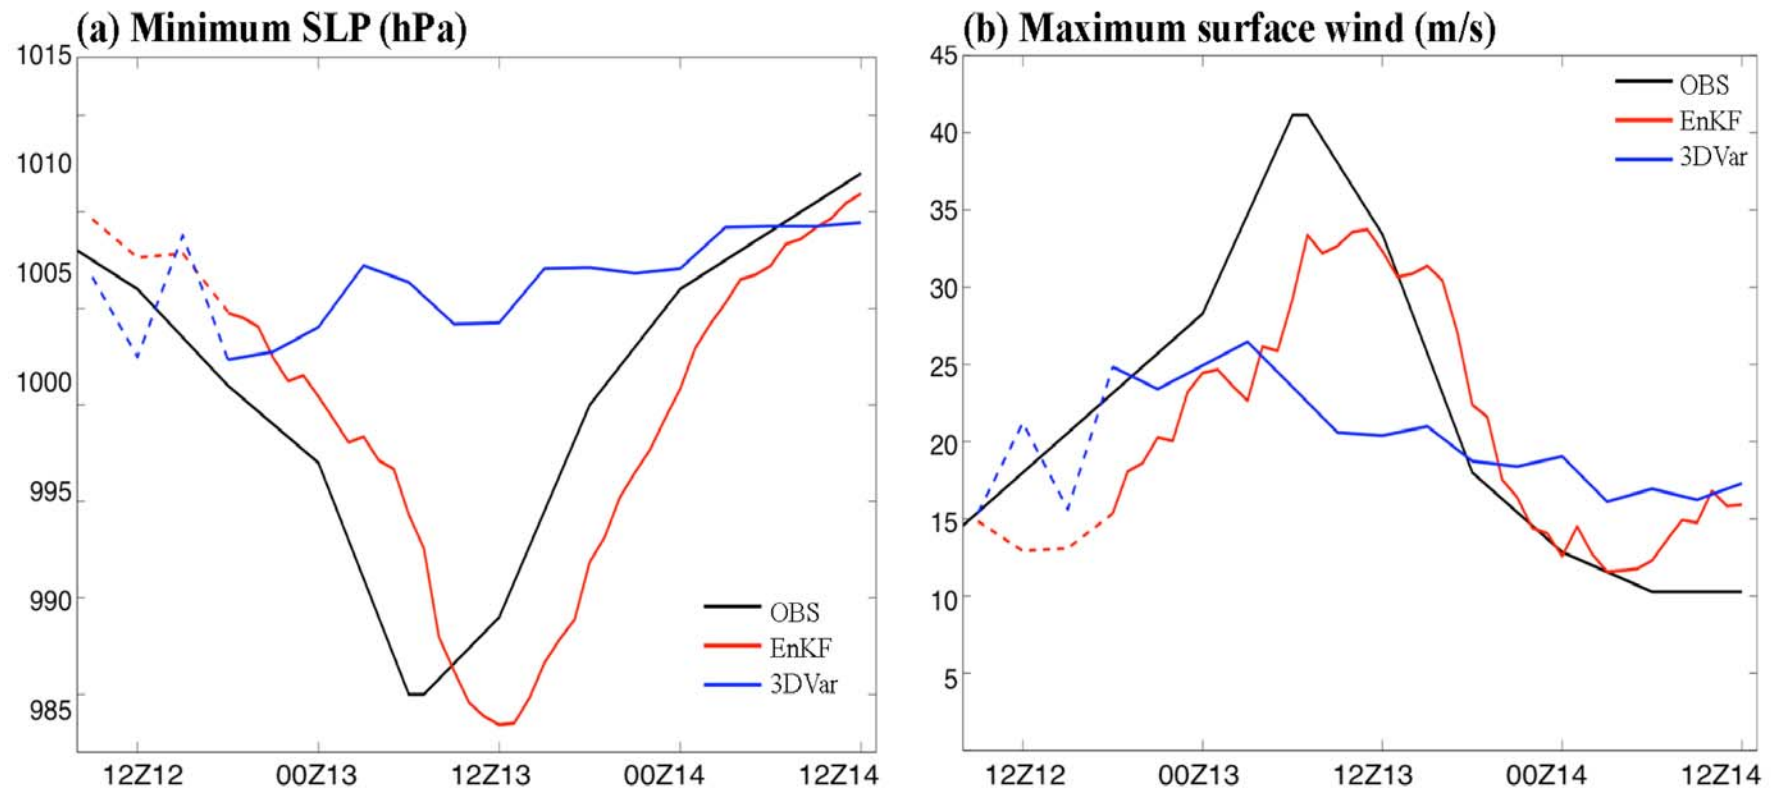 (a) Minimum SLP (hPa)
1015
1010
1005
1000
995
990
985
OBS
EnKF
3DVar
12Z12
00Z13
12Z13
00Z14
12Z14
(b) Maximum surface wind (m/s)
45
40
35
30
25
20
15
10
5
OBS
EnKF
3DVar
12Z12
00Z13
12Z13
00Z14
12Z14